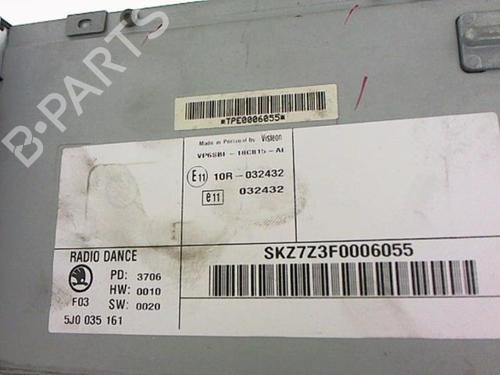 *TPE0006055*
Made in Portugal by Visteon
VP6SBF-18C815-AE
E11 10R-032432
e11 032432
RADIO DANCE
PD: 3706
HW: 0010
F03 SW: 0020
5J0 035 161
SKZ7Z3F0006055
B-PARTS